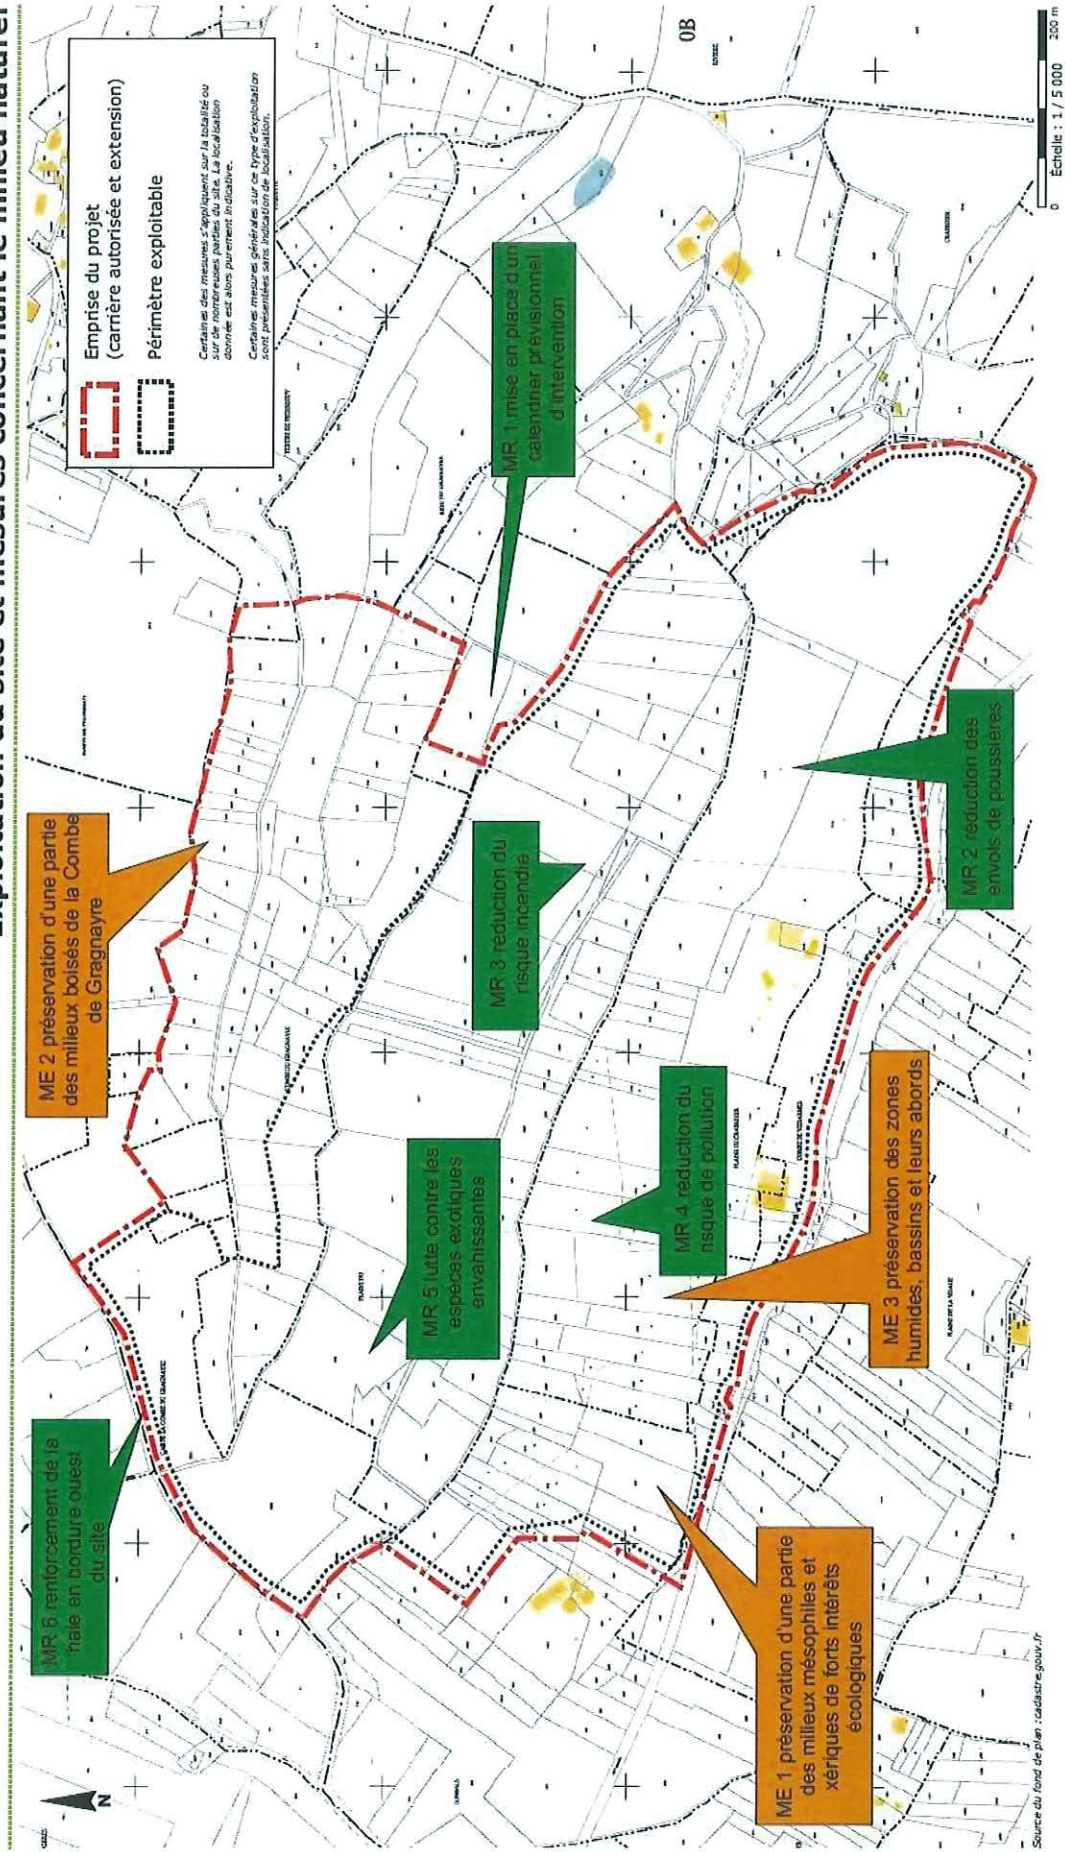 Exploitation du site et mesures concernant le milieu naturel
Emprise du projet
(carrière autorisée et extension)
Périmètre exploitable
Certaines des mesures s'appliquent sur la totalité ou
sur de nombreuses parties du site. La localisation
donnée est alors purement indicative.
Certaines mesures générales sur ce type d'exploitation
sont présentées sans indication de localisation.
MR 6 renforcement de la
haie en bordure ouest
du site
ME 2 préservation d'une partie
des milieux boisés de la Combe
de Gragnayre
MR 5 lutte contre les
espèces exotiques
envahissantes
MR 3 réduction du
risque incendie
MR 1 mise en place d'un
calendrier prévisionnel
d'intervention
MR 4 réduction du
risque de pollution
ME 1 préservation d'une partie
des milieux mésophiles et
xériques de forts intérêts
écologiques
ME 3 préservation des zones
humides, bassins et leurs abords
MR 2 réduction des
envols de poussières
N
0B
0
200 m
Échelle : 1 / 5 000
Source du fond de plan : cadastre.gouv.fr